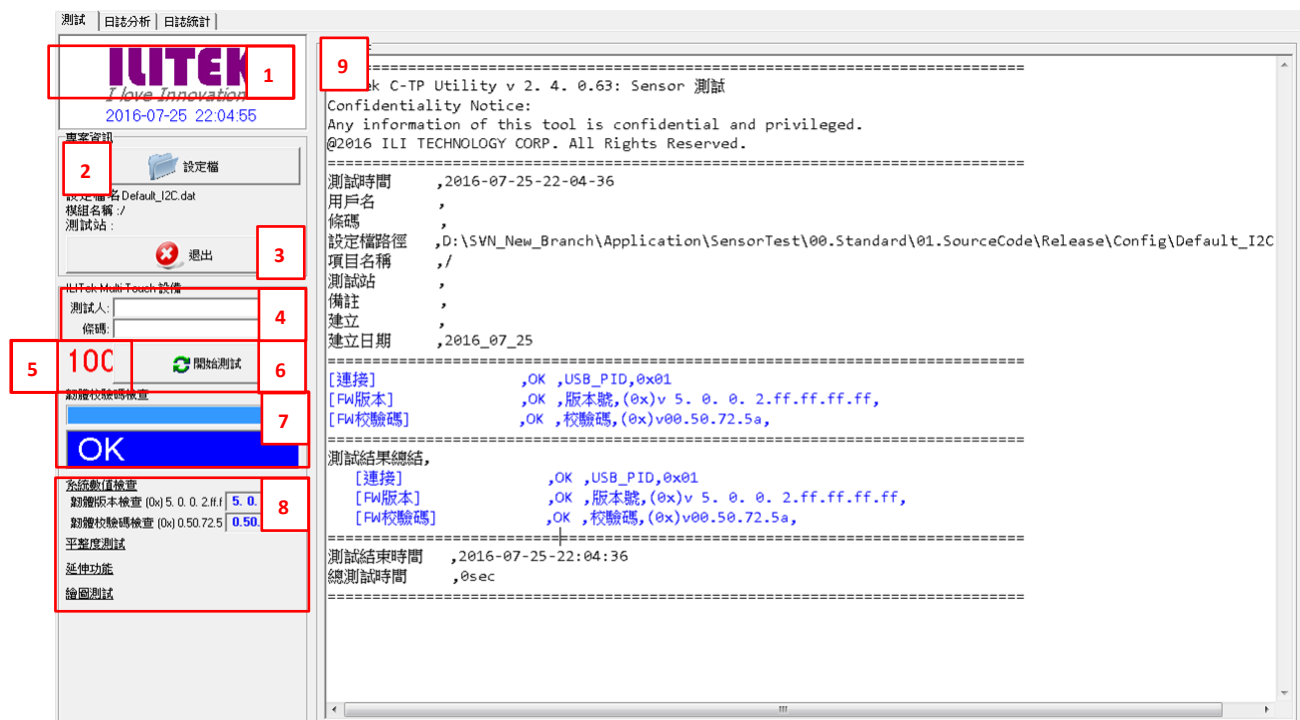 測試 日誌分析 日誌統計
ILITEK
1
I love Innovation
2016-07-25 22:04:55
專案資訊
2
設定檔
設定檔名 Default_I2C.dat
模組名稱 :/
測試站 :
退出
3
ILITek Multi Touch 設備
測試人:
條碼:
4
5
100
開始測試
6
韌體校驗碼檢查
7
OK
系統數值檢查
韌體版本檢查 (0x) 5. 0. 0. 2.ff.f 5. 0.
8
韌體校驗碼檢查 (0x) 0.50.72.5 0.50.
平整度測試
延伸功能
繪圖測試
9
========================================================================
k C-TP Utility v 2. 4. 0.63: Sensor 測試
Confidentiality Notice:
Any information of this tool is confidential and privileged.
@2016 ILI TECHNOLOGY CORP. All Rights Reserved.
========================================================================
測試時間 ,2016-07-25-22-04-36
用戶名 ,
條碼 ,
設定檔路徑 ,D:\SVN_New_Branch\Application\SensorTest\00.Standard\01.SourceCode\Release\Config\Default_I2C
項目名稱 ,/
測試站 ,
備註 ,
建立 ,
建立日期 ,2016_07_25
========================================================================
[連接] ,OK ,USB_PID,0x01
[FW版本] ,OK ,版本號,(0x)v 5. 0. 0. 2.ff.ff.ff.ff,
[FW校驗碼] ,OK ,校驗碼,(0x)v00.50.72.5a,
========================================================================
測試結果總結,
[連接] ,OK ,USB_PID,0x01
[FW版本] ,OK ,版本號,(0x)v 5. 0. 0. 2.ff.ff.ff.ff,
[FW校驗碼] ,OK ,校驗碼,(0x)v00.50.72.5a,
========================================================================
測試結束時間 ,2016-07-25-22:04:36
總測試時間 ,0sec
========================================================================